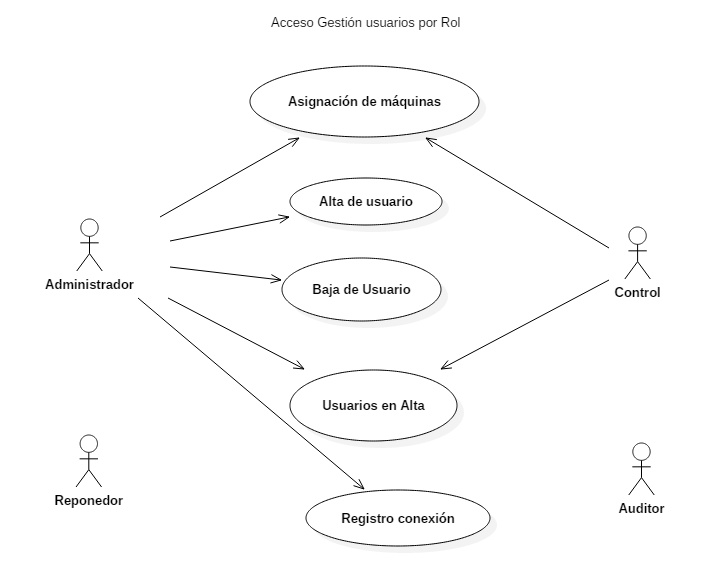 Acceso Gestión usuarios por Rol
Asignación de máquinas
Alta de usuario
Administrador
Baja de Usuario
Control
Usuarios en Alta
Reponedor
Auditor
Registro conexión